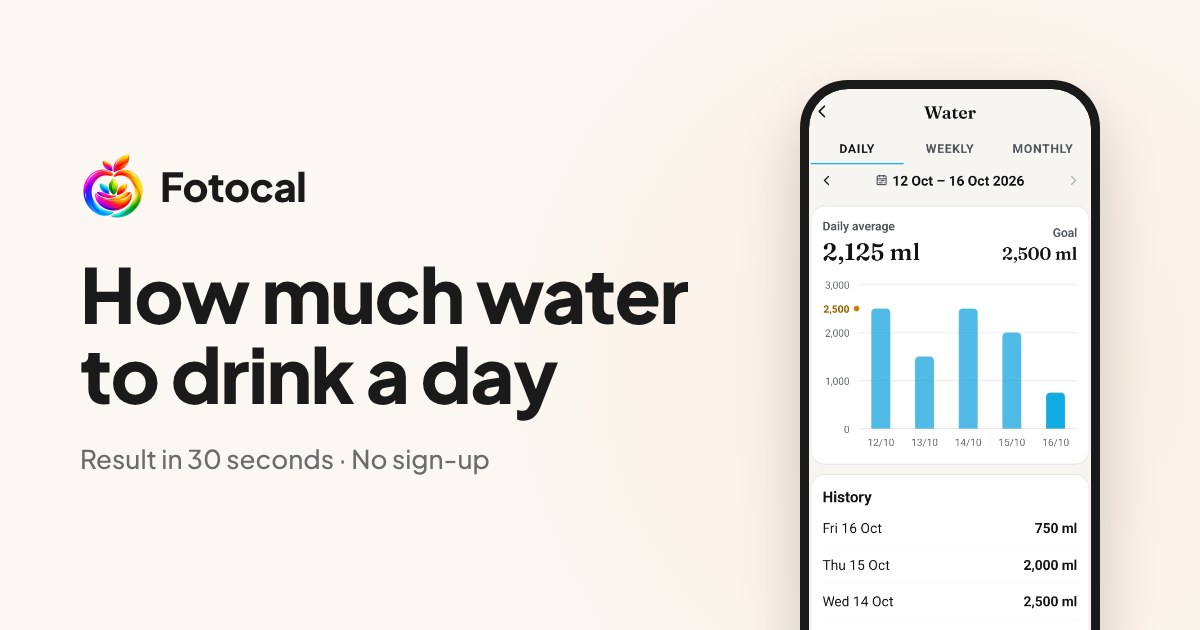 Fotocal
How much water
to drink a day
Result in 30 seconds · No sign-up
Water
DAILY WEEKLY MONTHLY
12 Oct – 16 Oct 2026
Daily average
Goal
2,125 ml
2,500 ml
3,000
2,500
2,000
1,000
0
12/10 13/10 14/10 15/10 16/10
History
Fri 16 Oct 750 ml
Thu 15 Oct 2,000 ml
Wed 14 Oct 2,500 ml